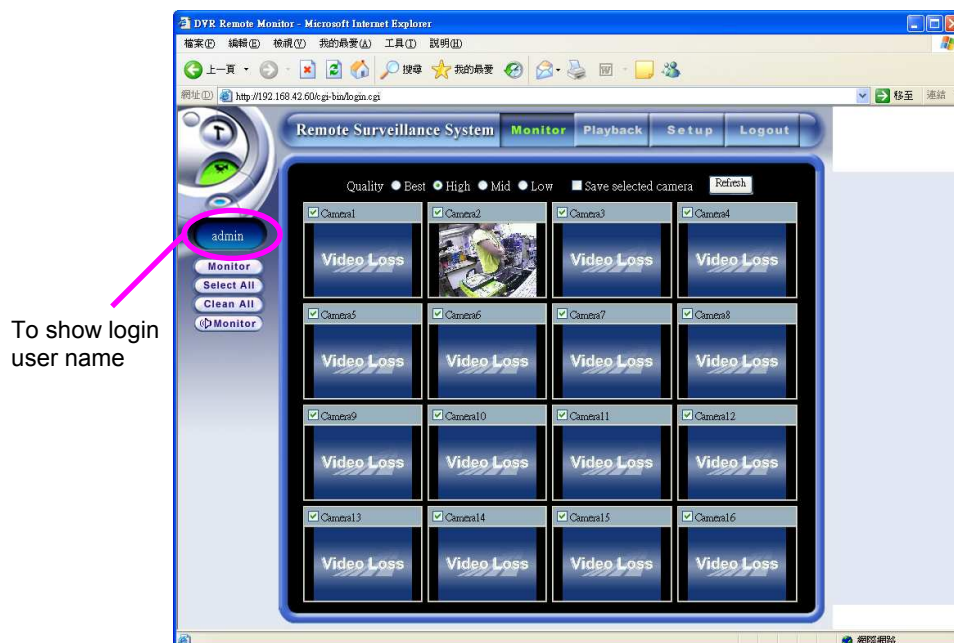 DVR Remote Monitor - Microsoft Internet Explorer
檔案(F) 編輯(E) 檢視(V) 我的最愛(A) 工具(T) 說明(H)
上一頁 搜尋 我的最愛
網址(D) http://192.168.42.60/cgi-bin/login.cgi 移至 連結
Remote Surveillance System Monitor Playback Setup Logout
Quality Best High Mid Low Save selected camera Refresh
admin
Monitor
Select All
Clean All
Monitor
To show login
user name
Camera1 Camera2 Camera3 Camera4
Video Loss Video Loss Video Loss
Camera5 Camera6 Camera7 Camera8
Video Loss Video Loss Video Loss Video Loss
Camera9 Camera10 Camera11 Camera12
Video Loss Video Loss Video Loss Video Loss
Camera13 Camera14 Camera15 Camera16
Video Loss Video Loss Video Loss Video Loss
網際網路